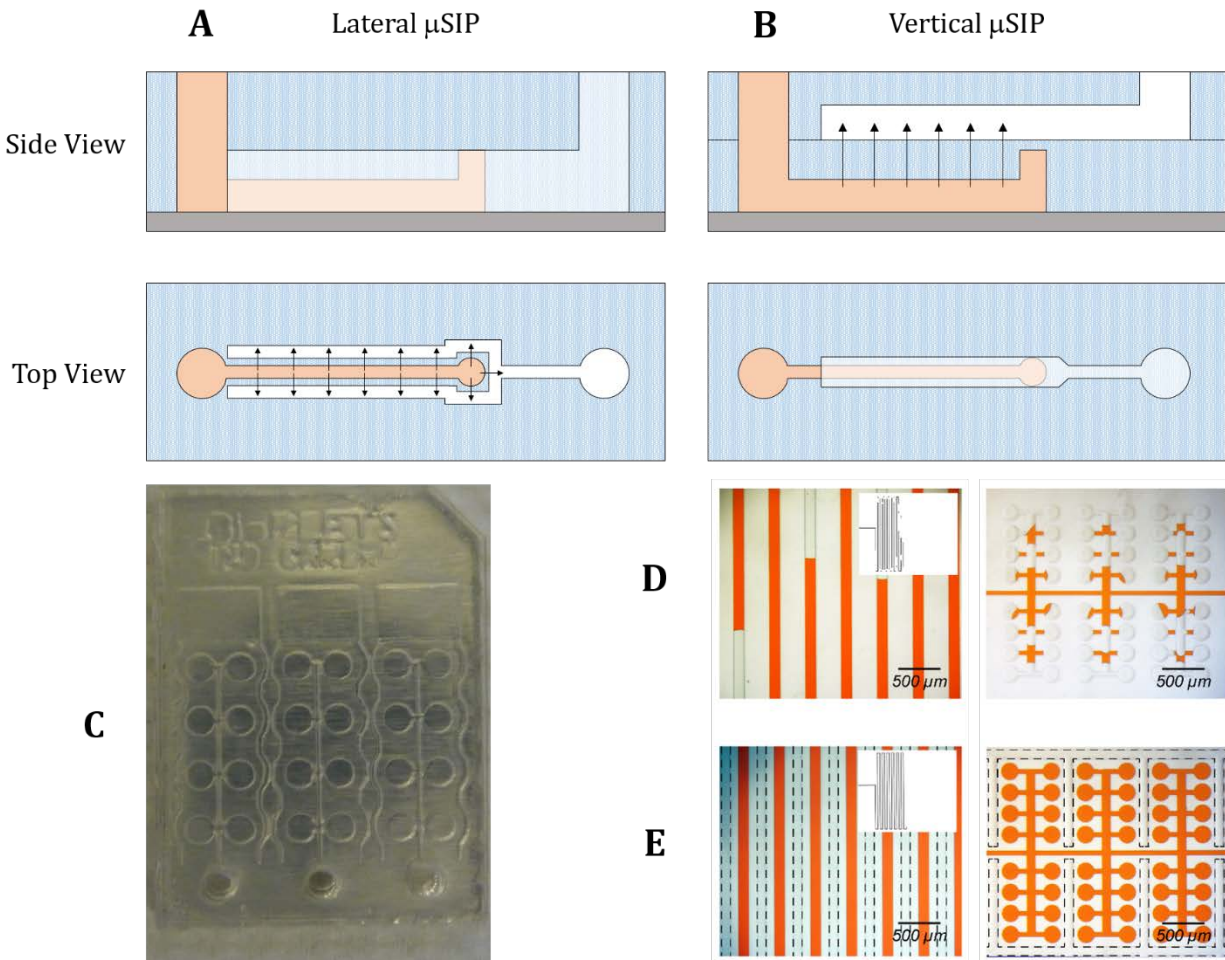 A Lateral μSIP
B Vertical μSIP
Side View
Top View
C
D
500 μm
500 μm
E
500 μm
500 μm